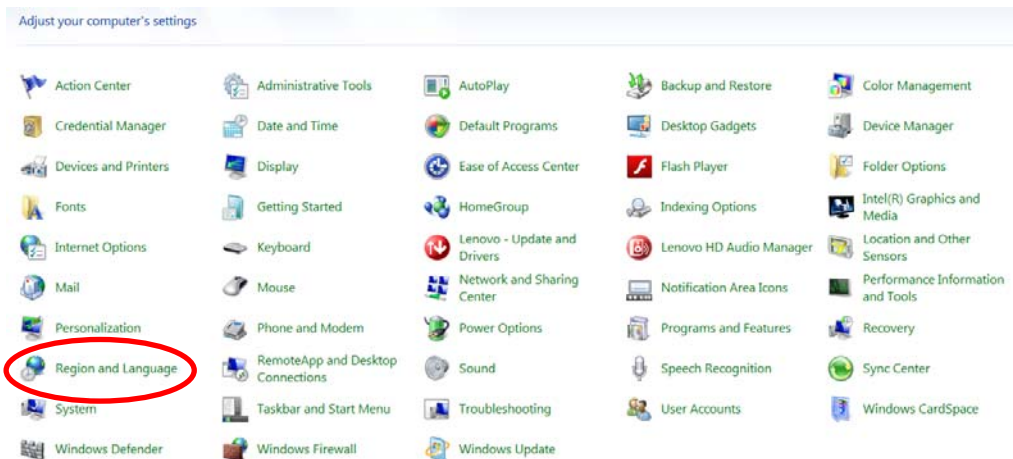 Adjust your computer's settings
Action Center
Administrative Tools
AutoPlay
Backup and Restore
Color Management
Credential Manager
Date and Time
Default Programs
Desktop Gadgets
Device Manager
Devices and Printers
Display
Ease of Access Center
Flash Player
Folder Options
Fonts
Getting Started
HomeGroup
Indexing Options
Intel(R) Graphics and
Media
Internet Options
Keyboard
Lenovo - Update and
Drivers
Lenovo HD Audio Manager
Location and Other
Sensors
Mail
Mouse
Network and Sharing
Center
Notification Area Icons
Performance Information
and Tools
Personalization
Phone and Modem
Power Options
Programs and Features
Recovery
Region and Language
RemoteApp and Desktop
Connections
Sound
Speech Recognition
Sync Center
System
Taskbar and Start Menu
Troubleshooting
User Accounts
Windows CardSpace
Windows Defender
Windows Firewall
Windows Update